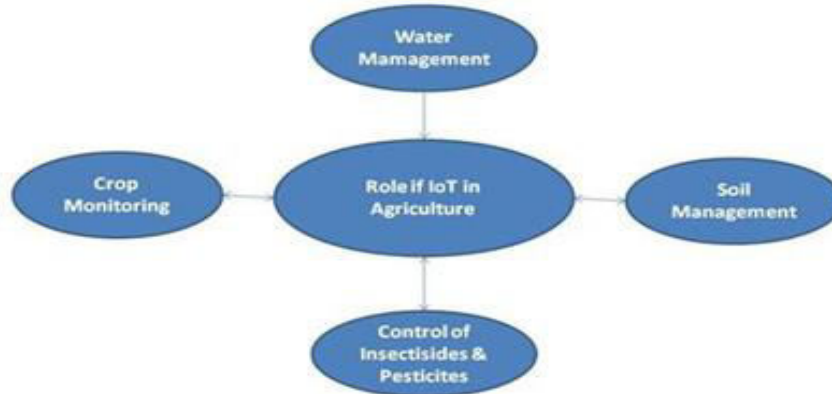 Water
Mamagement
Crop
Monitoring
Role if IoT in
Agriculture
Soil
Management
Control of
Insectisides &
Pesticites